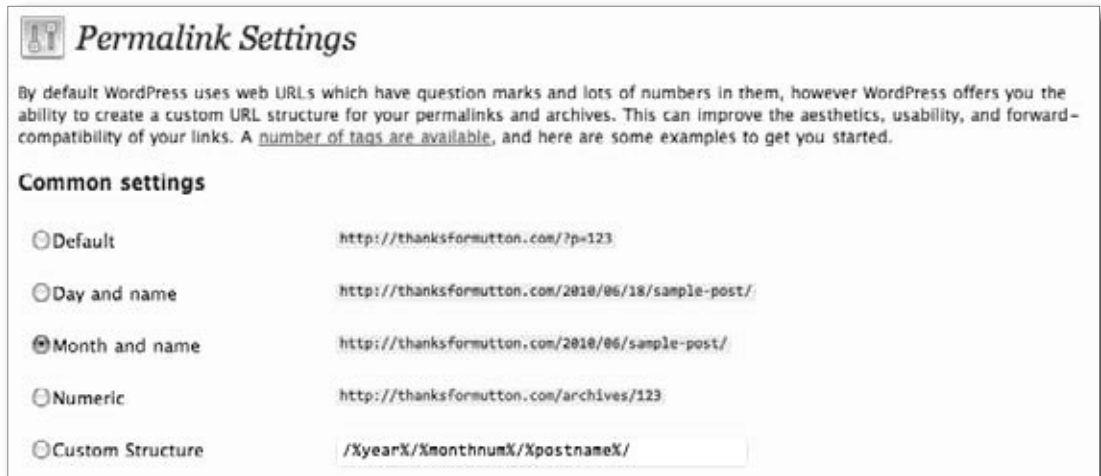 Permalink Settings
By default WordPress uses web URLs which have question marks and lots of numbers in them, however WordPress offers you the
ability to create a custom URL structure for your permalinks and archives. This can improve the aesthetics, usability, and forward-
compatibility of your links. A number of tags are available, and here are some examples to get you started.
Common settings
Default http://thanksformutton.com/?p=123
Day and name http://thanksformutton.com/2010/06/18/sample-post/
Month and name http://thanksformutton.com/2010/06/sample-post/
Numeric http://thanksformutton.com/archives/123
Custom Structure /%year%/%monthnum%/%postname%/